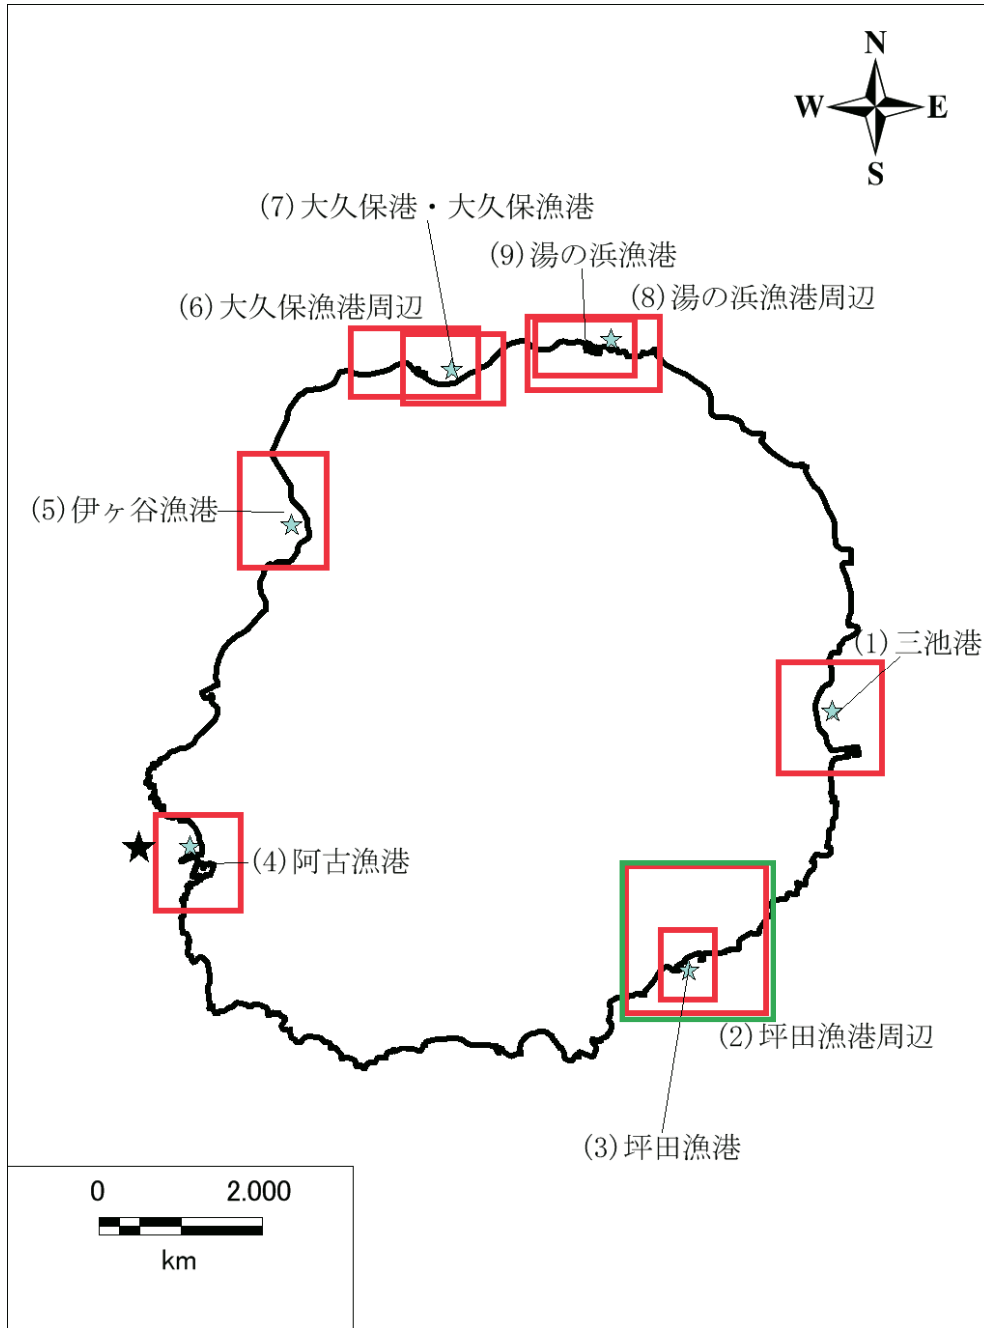 N
W E
S
(7)大久保港・大久保漁港
(9)湯の浜漁港
(8)湯の浜漁港周辺
(6)大久保漁港周辺
(5)伊ヶ谷漁港
(1)三池港
(4)阿古漁港
(2)坪田漁港周辺
(3)坪田漁港
0 2.000
km